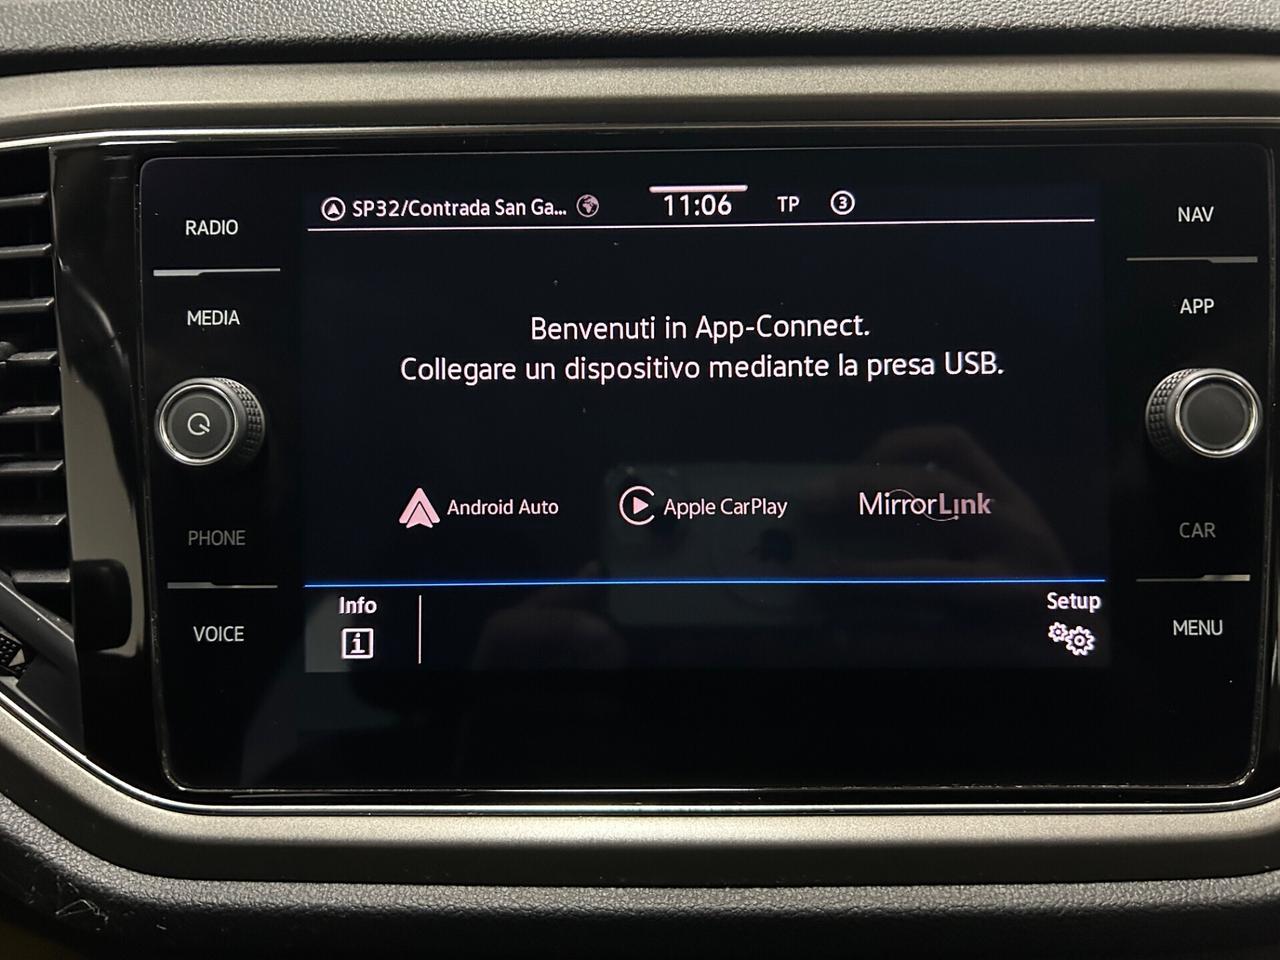 RADIO
MEDIA
PHONE
VOICE
SP32/Contrada San Ga...
11:06
TP
3
Benvenuti in App-Connect.
Collegare un dispositivo mediante la presa USB.
Android Auto
Apple CarPlay
MirrorLink
Info
i
Setup
NAV
APP
CAR
MENU